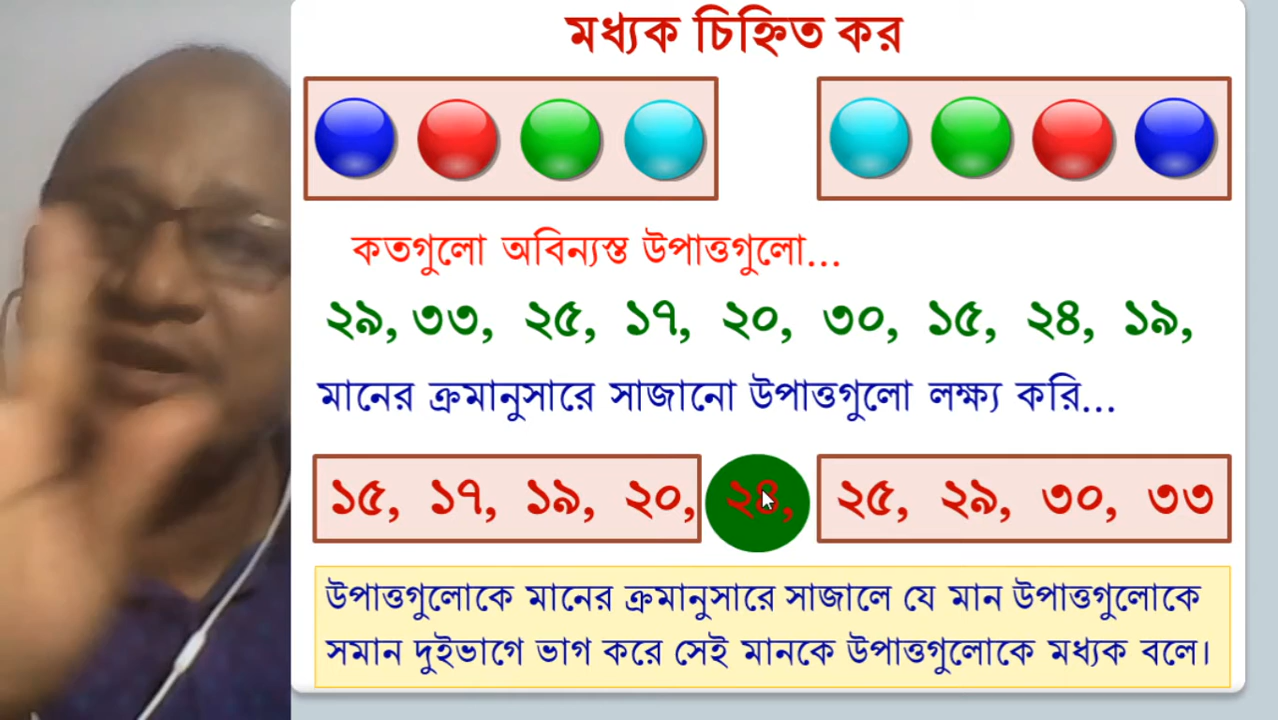 মধ্যক চিহ্নিত কর
কতগুলো অবিন্যস্ত উপাত্তগুলো...
২৯, ৩৩, ২৫, ১৭, ২০, ৩০, ১৫, ২৪, ১৯,
মানের ক্রমানুসারে সাজানো উপাত্তগুলো লক্ষ্য করি...
১৫, ১৭, ১৯, ২০, ২৪, ২৫, ২৯, ৩০, ৩৩
উপাত্তগুলোকে মানের ক্রমানুসারে সাজালে যে মান উপাত্তগুলোকে
সমান দুইভাগে ভাগ করে সেই মানকে উপাত্তগুলোকে মধ্যক বলে।